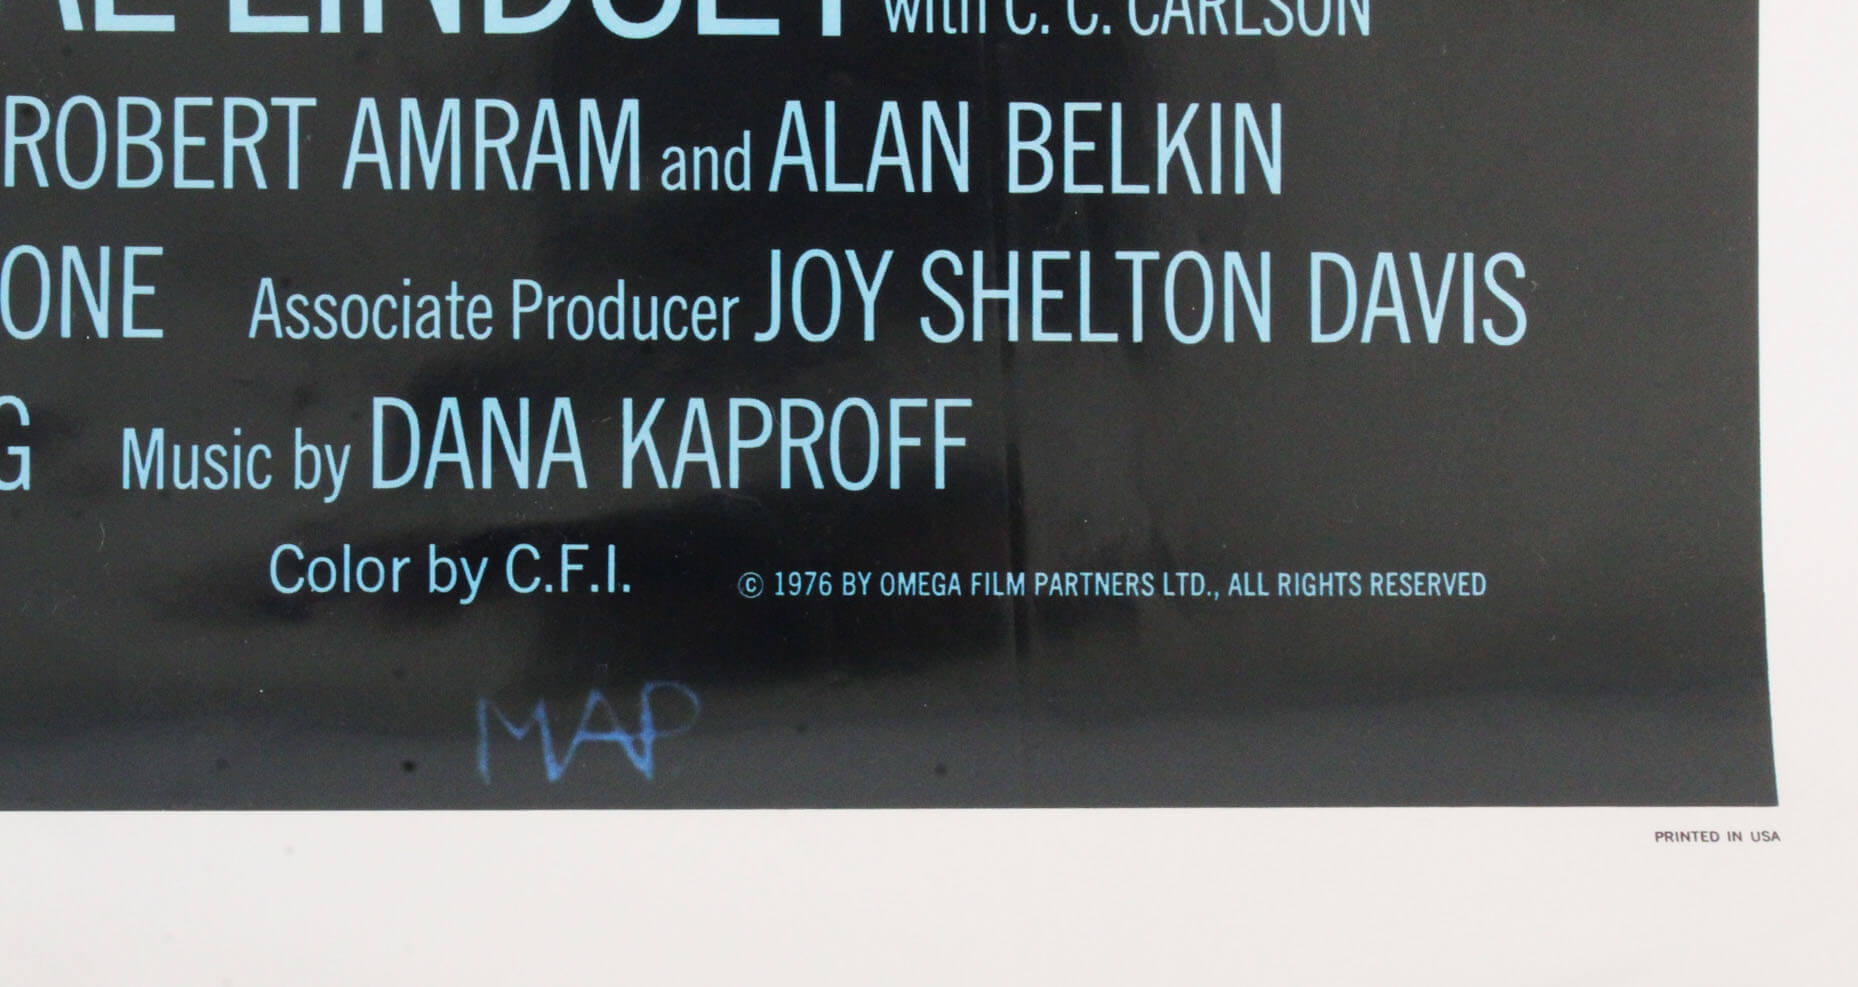 LINDSEY with C. C. CARLSON
ROBERT AMRAM and ALAN BELKIN
ONE Associate Producer JOY SHELTON DAVIS
G Music by DANA KAPROFF
Color by C.F.I. © 1976 BY OMEGA FILM PARTNERS LTD., ALL RIGHTS RESERVED
MAP
PRINTED IN USA